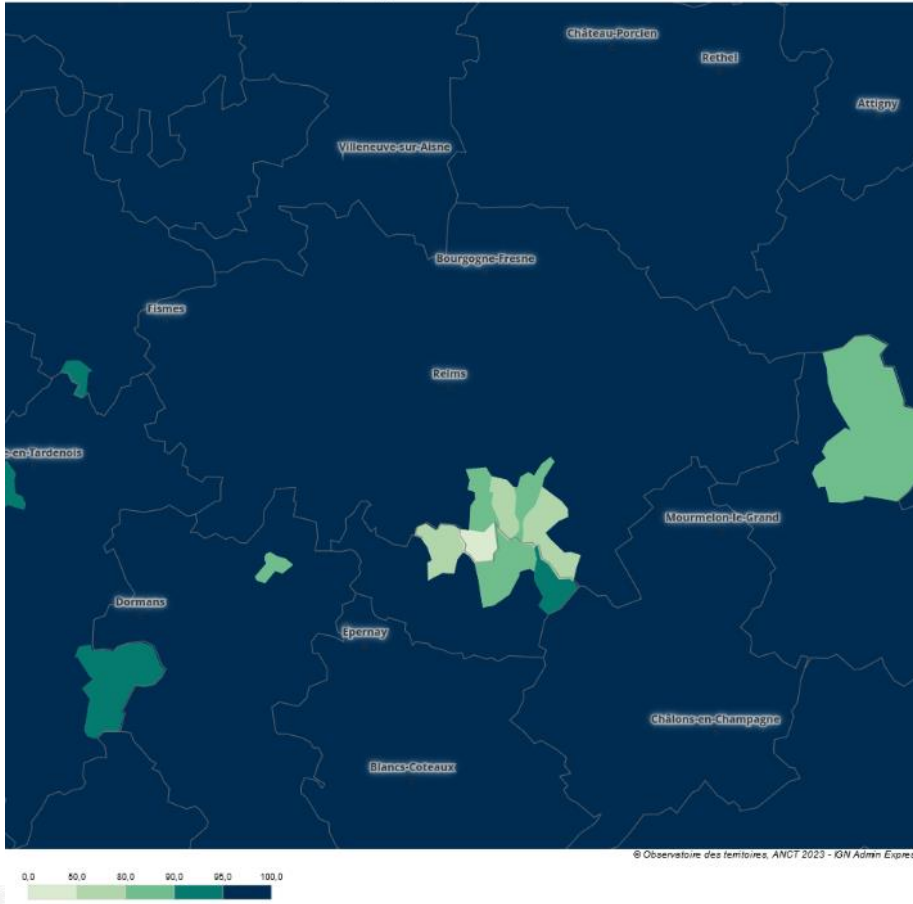 Château-Porcien
Rethel
Attigny
Villeneuve-sur-Aisne
Bourgogne-Fresne
Fismes
Reims
e-en-Tardenois
Mourmelon-le-Grand
Dormans
Epernay
Châlons-en-Champagne
Blancs-Coteaux
© Observatoire des territoires, ANCT 2023 - IGN Admin Expres
0,0 50,0 80,0 90,0 95,0 100,0